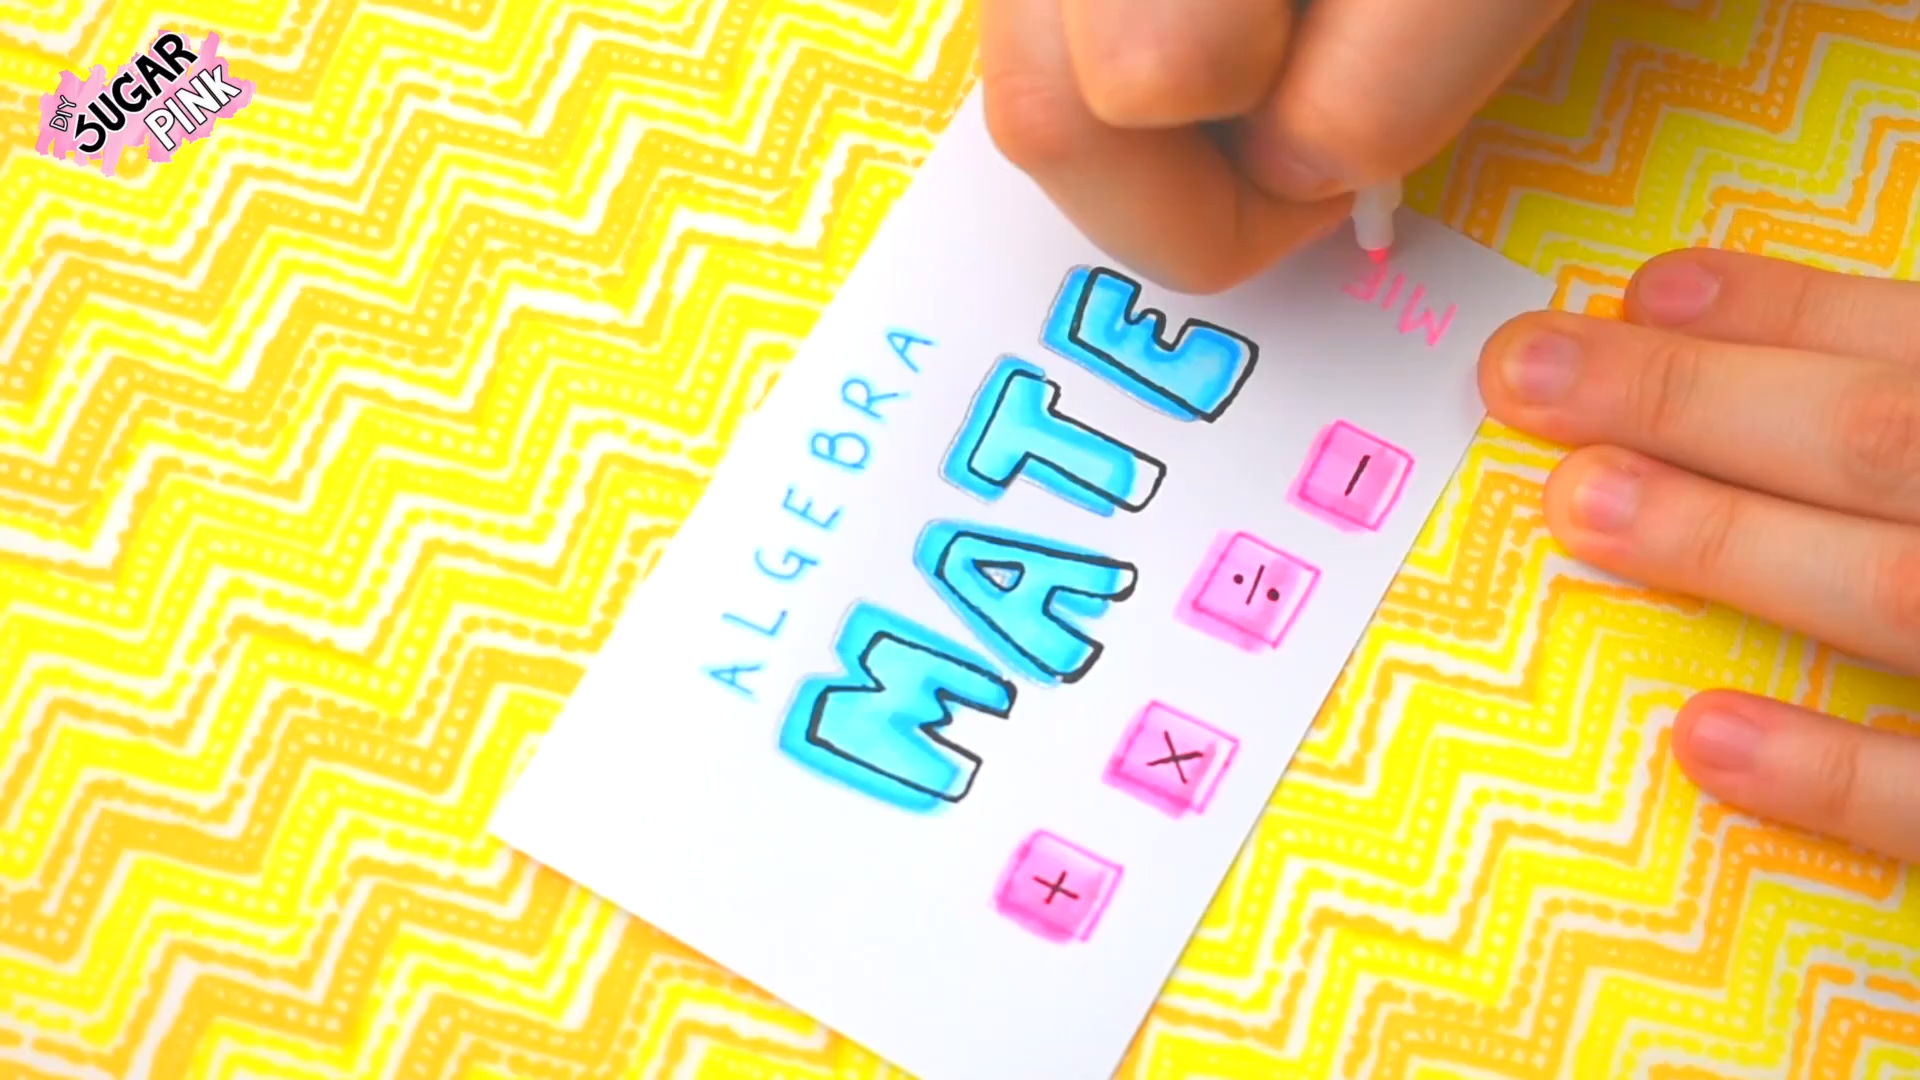 DIY
SUGAR
PINK
ALGEBRA
MATE
+ × ÷ −
MIE